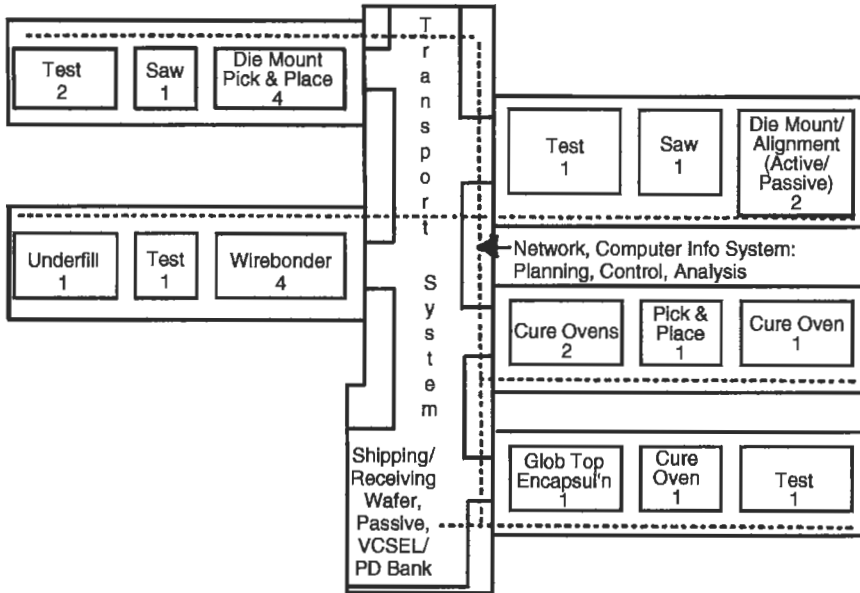 Test
2
Saw
1
Die Mount
Pick & Place
4
Underfill
1
Test
1
Wirebonder
4
Transport System
Shipping/
Receiving
Wafer,
Passive,
VCSEL/
PD Bank
Test
1
Saw
1
Die Mount/
Alignment
(Active/
Passive)
2
Network, Computer Info System:
Planning, Control, Analysis
Cure Ovens
2
Pick &
Place
1
Cure Oven
1
Glob Top
Encapsul'n
1
Cure
Oven
1
Test
1